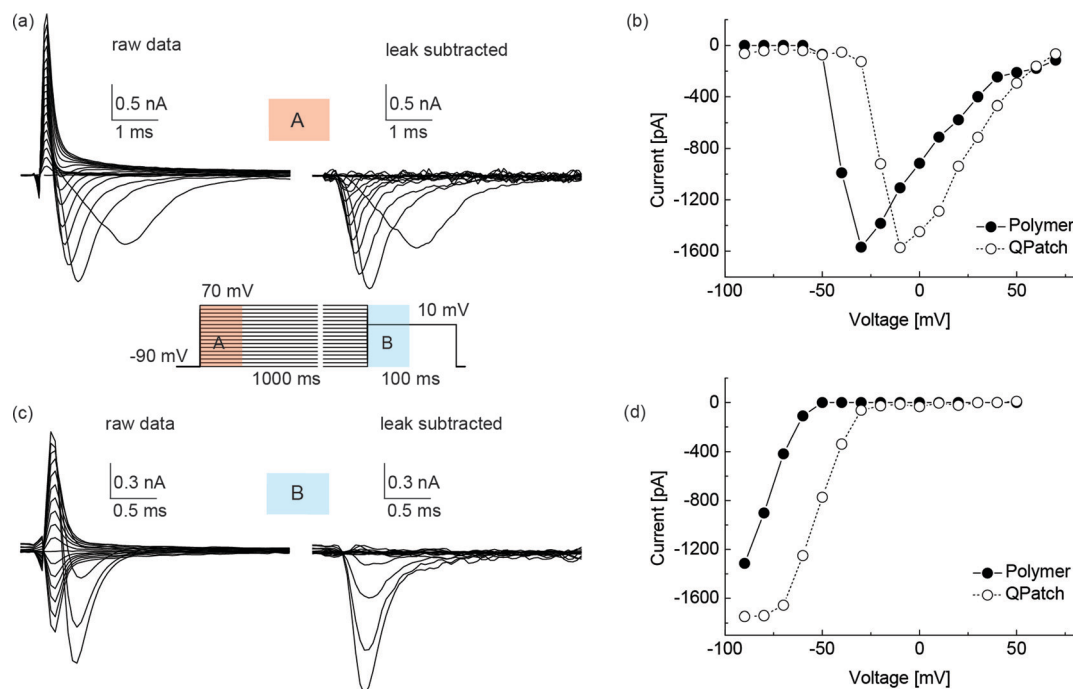 (a)
raw data
leak subtracted
0.5 nA
1 ms
A
0.5 nA
1 ms
70 mV
10 mV
A
B
-90 mV
1000 ms
100 ms
(b)
0
-400
-800
-1200
-1600
Current [pA]
Polymer
QPatch
-100
-50
0
50
Voltage [mV]
(c)
raw data
leak subtracted
0.3 nA
0.5 ms
B
0.3 nA
0.5 ms
(d)
0
-400
-800
-1200
-1600
Current [pA]
Polymer
QPatch
-100
-50
0
50
Voltage [mV]